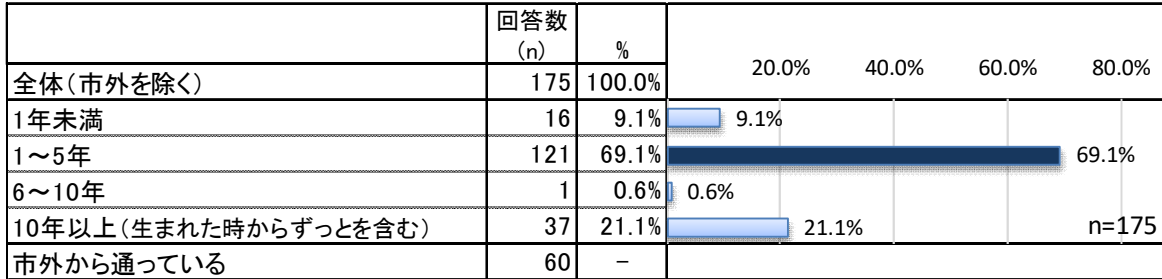 回答数
(n) %
20.0% 40.0% 60.0% 80.0%
全体(市外を除く) 175 100.0%
1年未満 16 9.1% 9.1%
1～5年 121 69.1% 69.1%
6～10年 1 0.6% 0.6%
10年以上(生まれた時からずっとを含む) 37 21.1% 21.1% n=175
市外から通っている 60 －